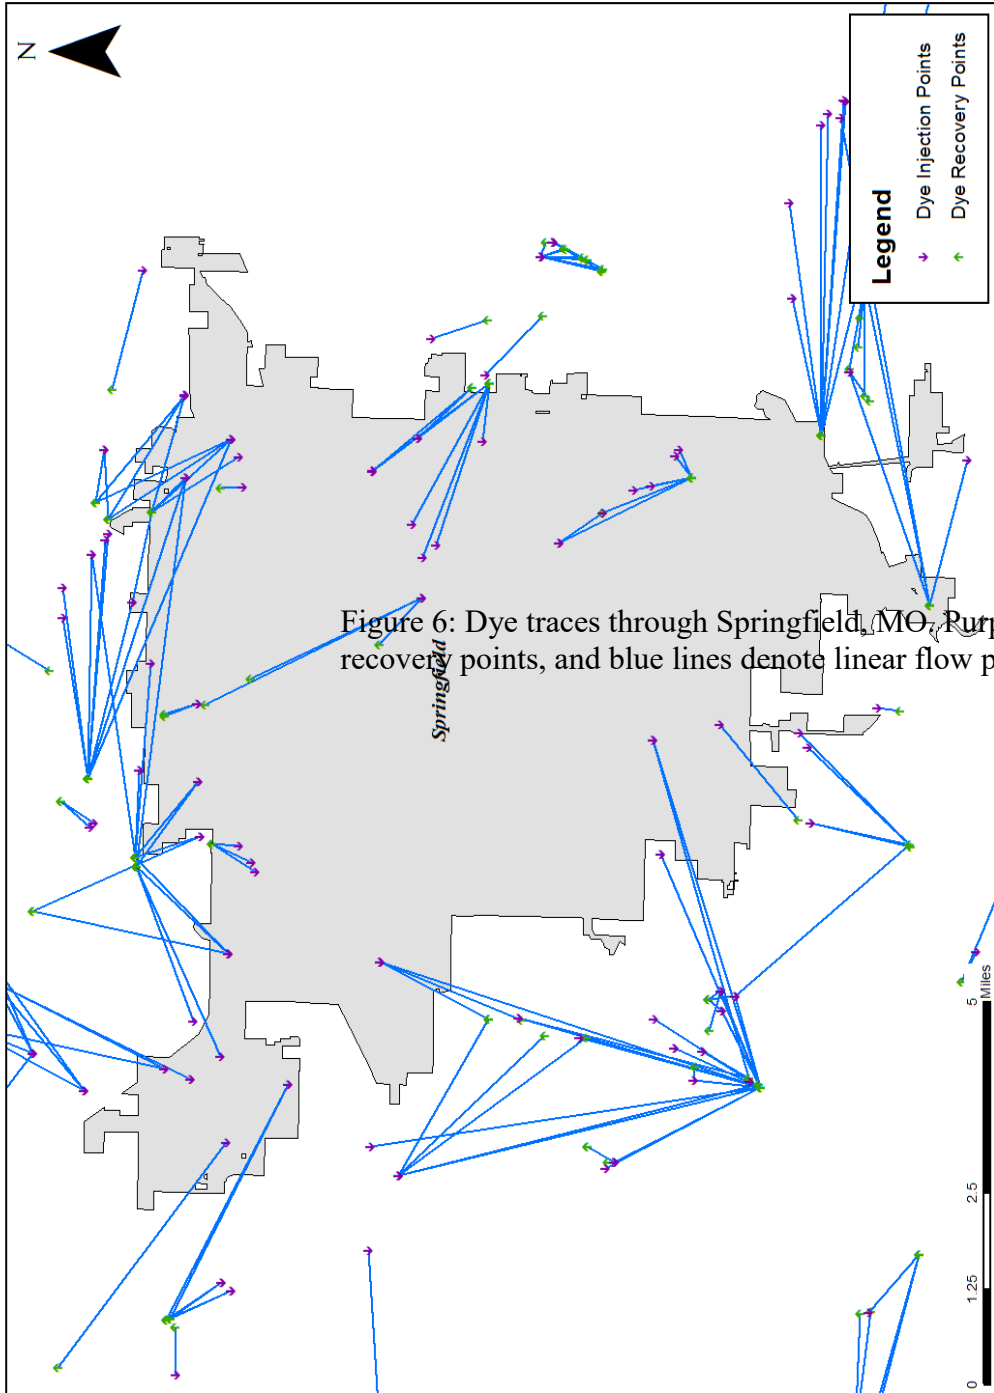 N
Legend
Dye Injection Points
Dye Recovery Points
Springfield
Figure 6: Dye traces through Springfield, MO. Purp
recovery points, and blue lines denote linear flow p
0 1.25 2.5 5
Miles